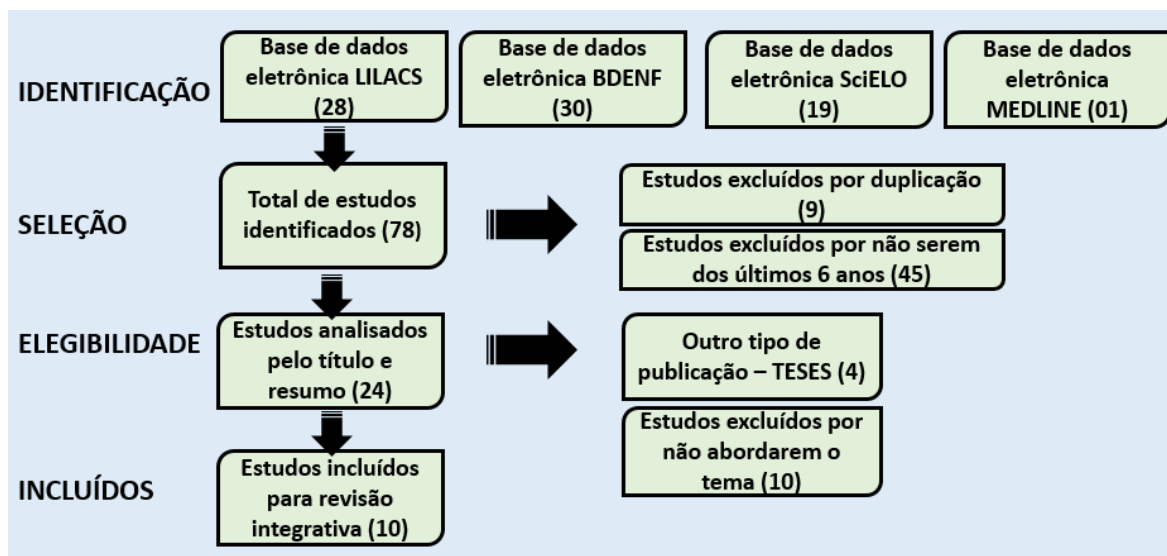 IDENTIFICAÇÃO
Base de dados
eletrônica LILACS
(28)
Base de dados
eletrônica BDENF
(30)
Base de dados
eletrônica SciELO
(19)
Base de dados
eletrônica
MEDLINE (01)
SELEÇÃO
Total de estudos
identificados (78)
Estudos excluídos por duplicação
(9)
Estudos excluídos por não serem
dos últimos 6 anos (45)
ELEGIBILIDADE
Estudos analisados
pelo título e
resumo (24)
Outro tipo de
publicação – TESES (4)
Estudos excluídos por
não abordarem o
tema (10)
INCLUÍDOS
Estudos incluídos
para revisão
integrativa (10)